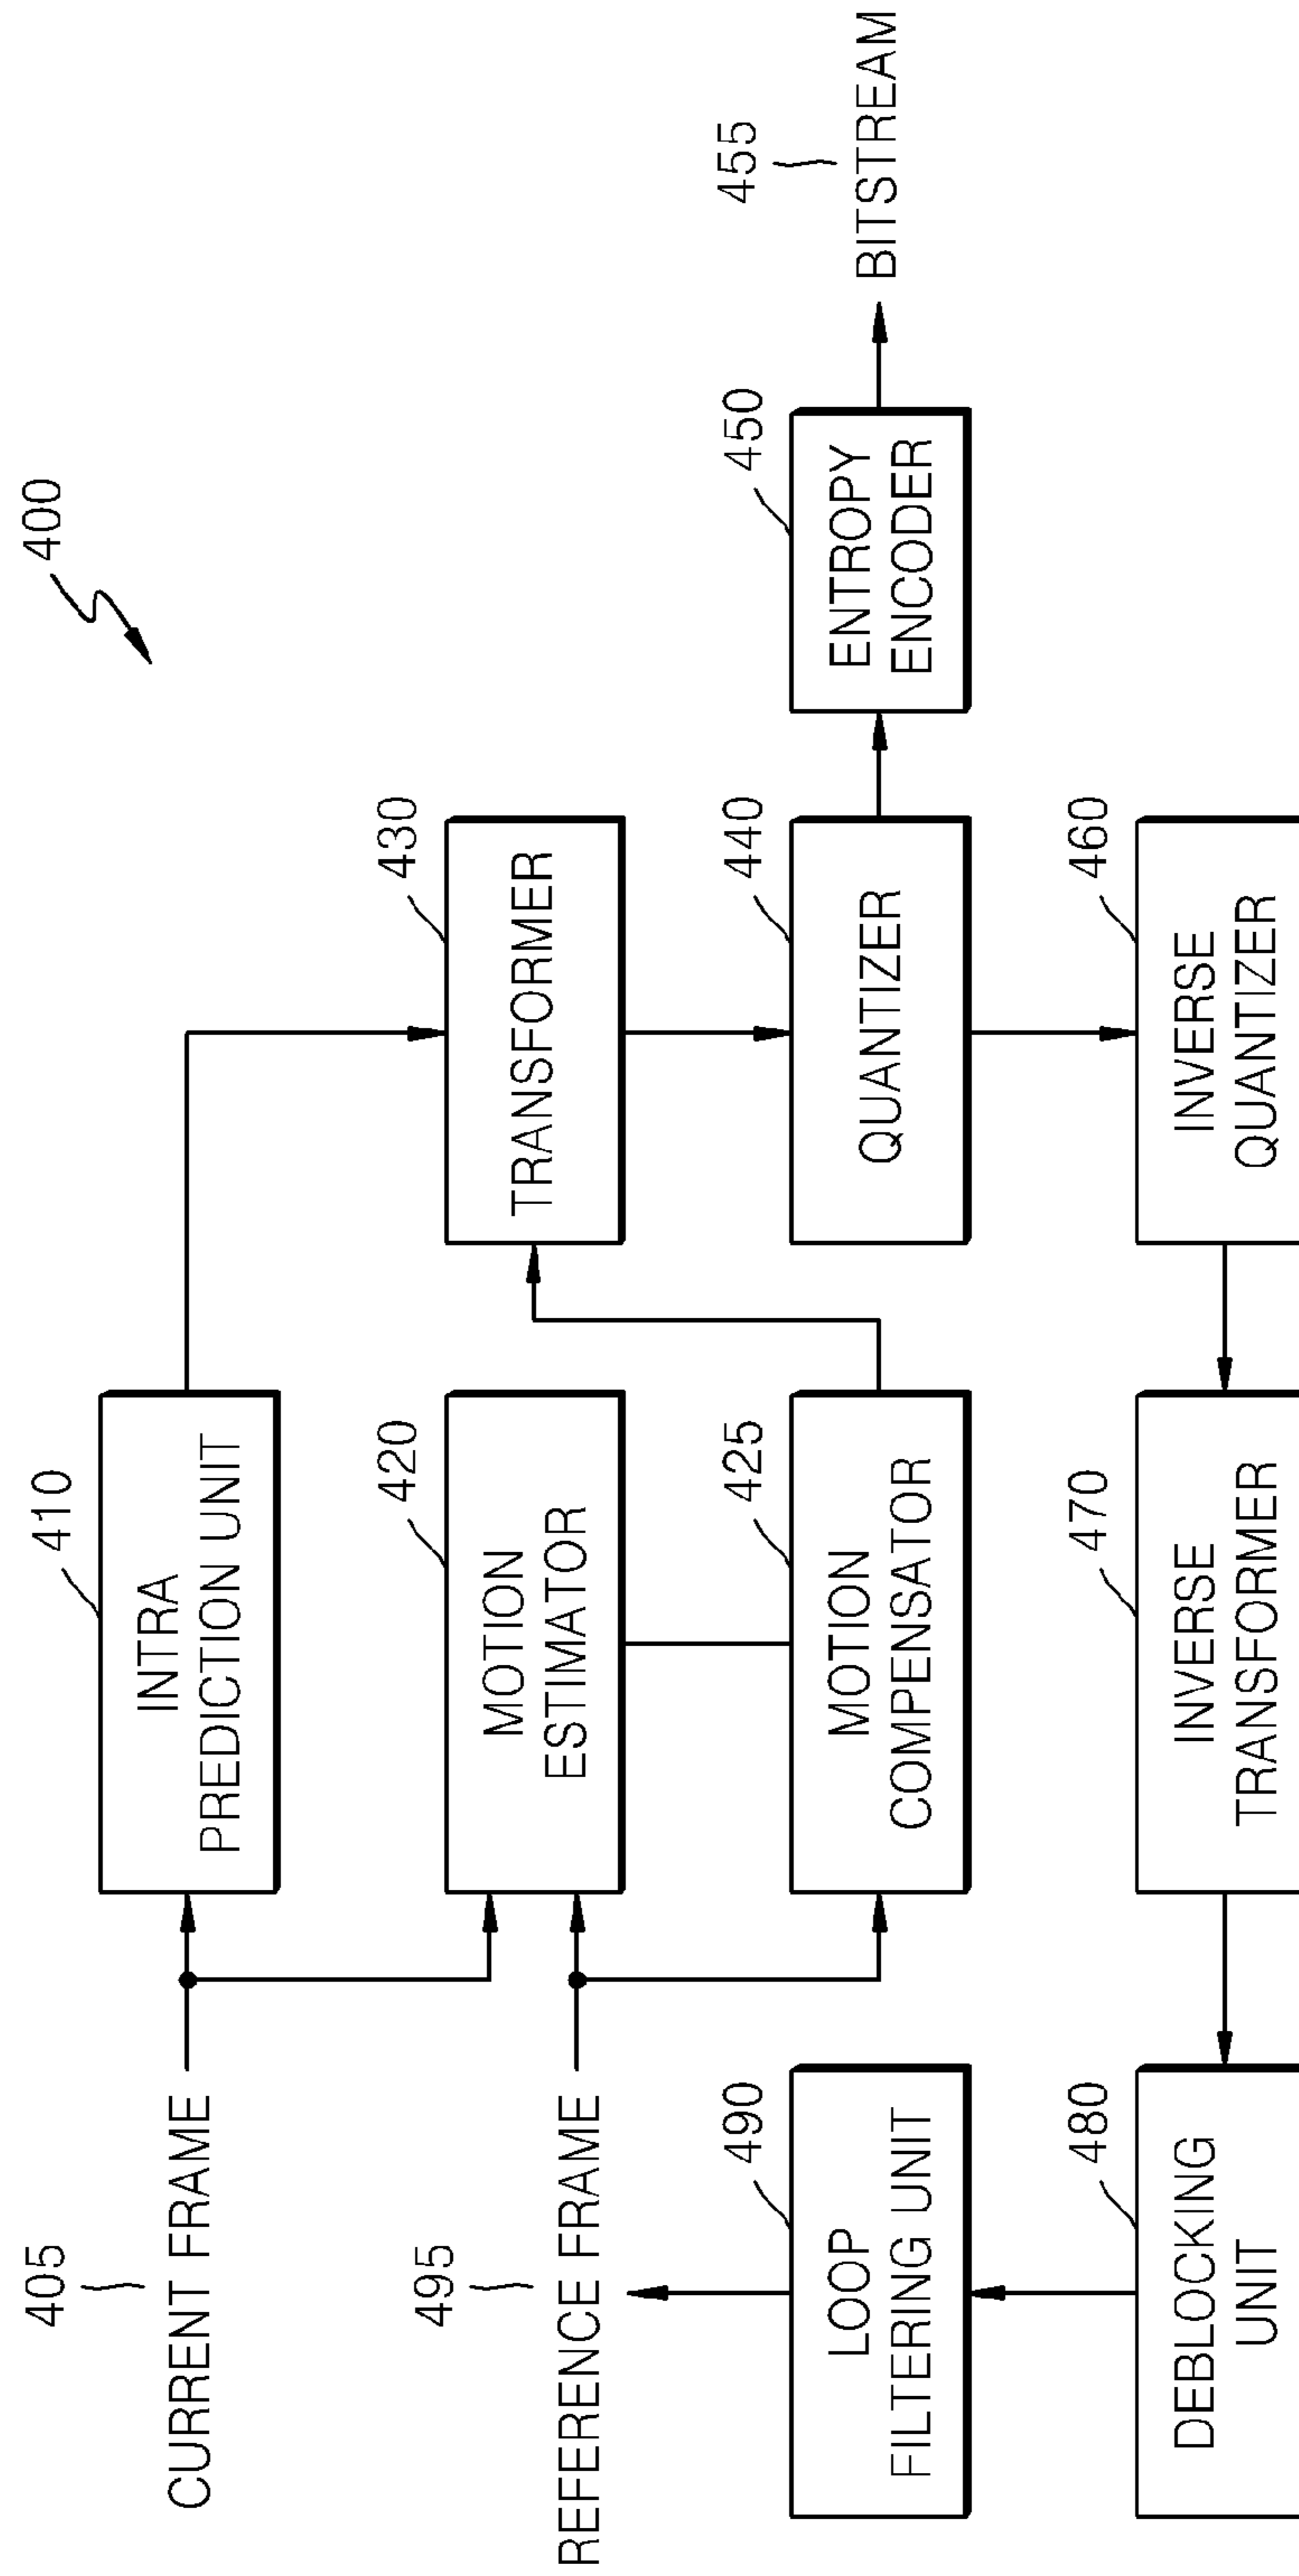 400
405
CURRENT FRAME
410
INTRA
PREDICTION UNIT
495
REFERENCE FRAME
420
MOTION
ESTIMATOR
430
TRANSFORMER
490
LOOP
FILTERING UNIT
425
MOTION
COMPENSATOR
440
QUANTIZER
450
ENTROPY
ENCODER
455
BITSTREAM
480
DEBLOCKING
UNIT
470
INVERSE
TRANSFORMER
460
INVERSE
QUANTIZER